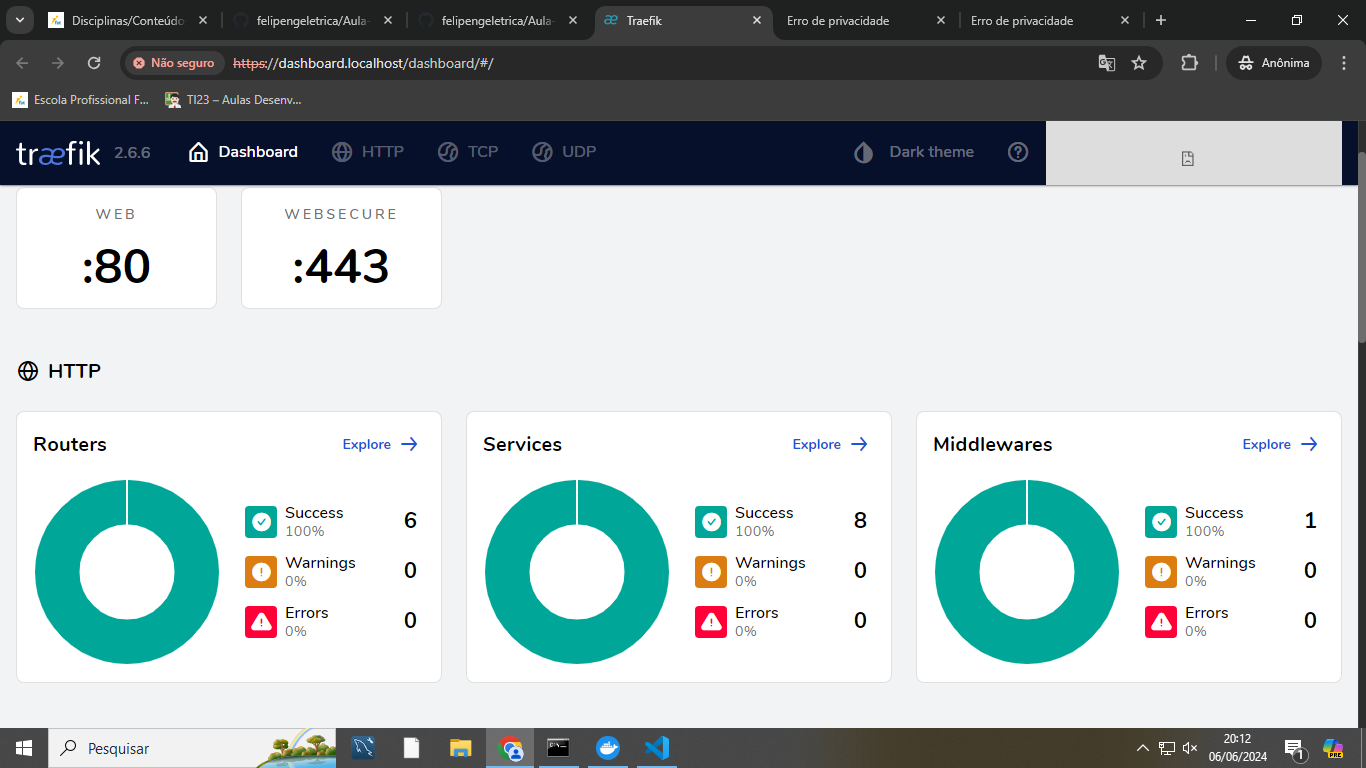 Disciplinas/Conteúdo
felipengeletrica/Aula-
felipengeletrica/Aula-
Traefik
Erro de privacidade
Erro de privacidade
Não seguro
https://dashboard.localhost/dashboard/#/
Anônima
Escola Profissional F...
TI23 – Aulas Desenv...
træfik
2.6.6
Dashboard
HTTP
TCP
UDP
Dark theme
WEB
:80
WEBSECURE
:443
HTTP
Routers
Explore
Success
100%
6
Warnings
0%
0
Errors
0%
0
Services
Explore
Success
100%
8
Warnings
0%
0
Errors
0%
0
Middlewares
Explore
Success
100%
1
Warnings
0%
0
Errors
0%
0
Pesquisar
20:12
06/06/2024
1
PRE